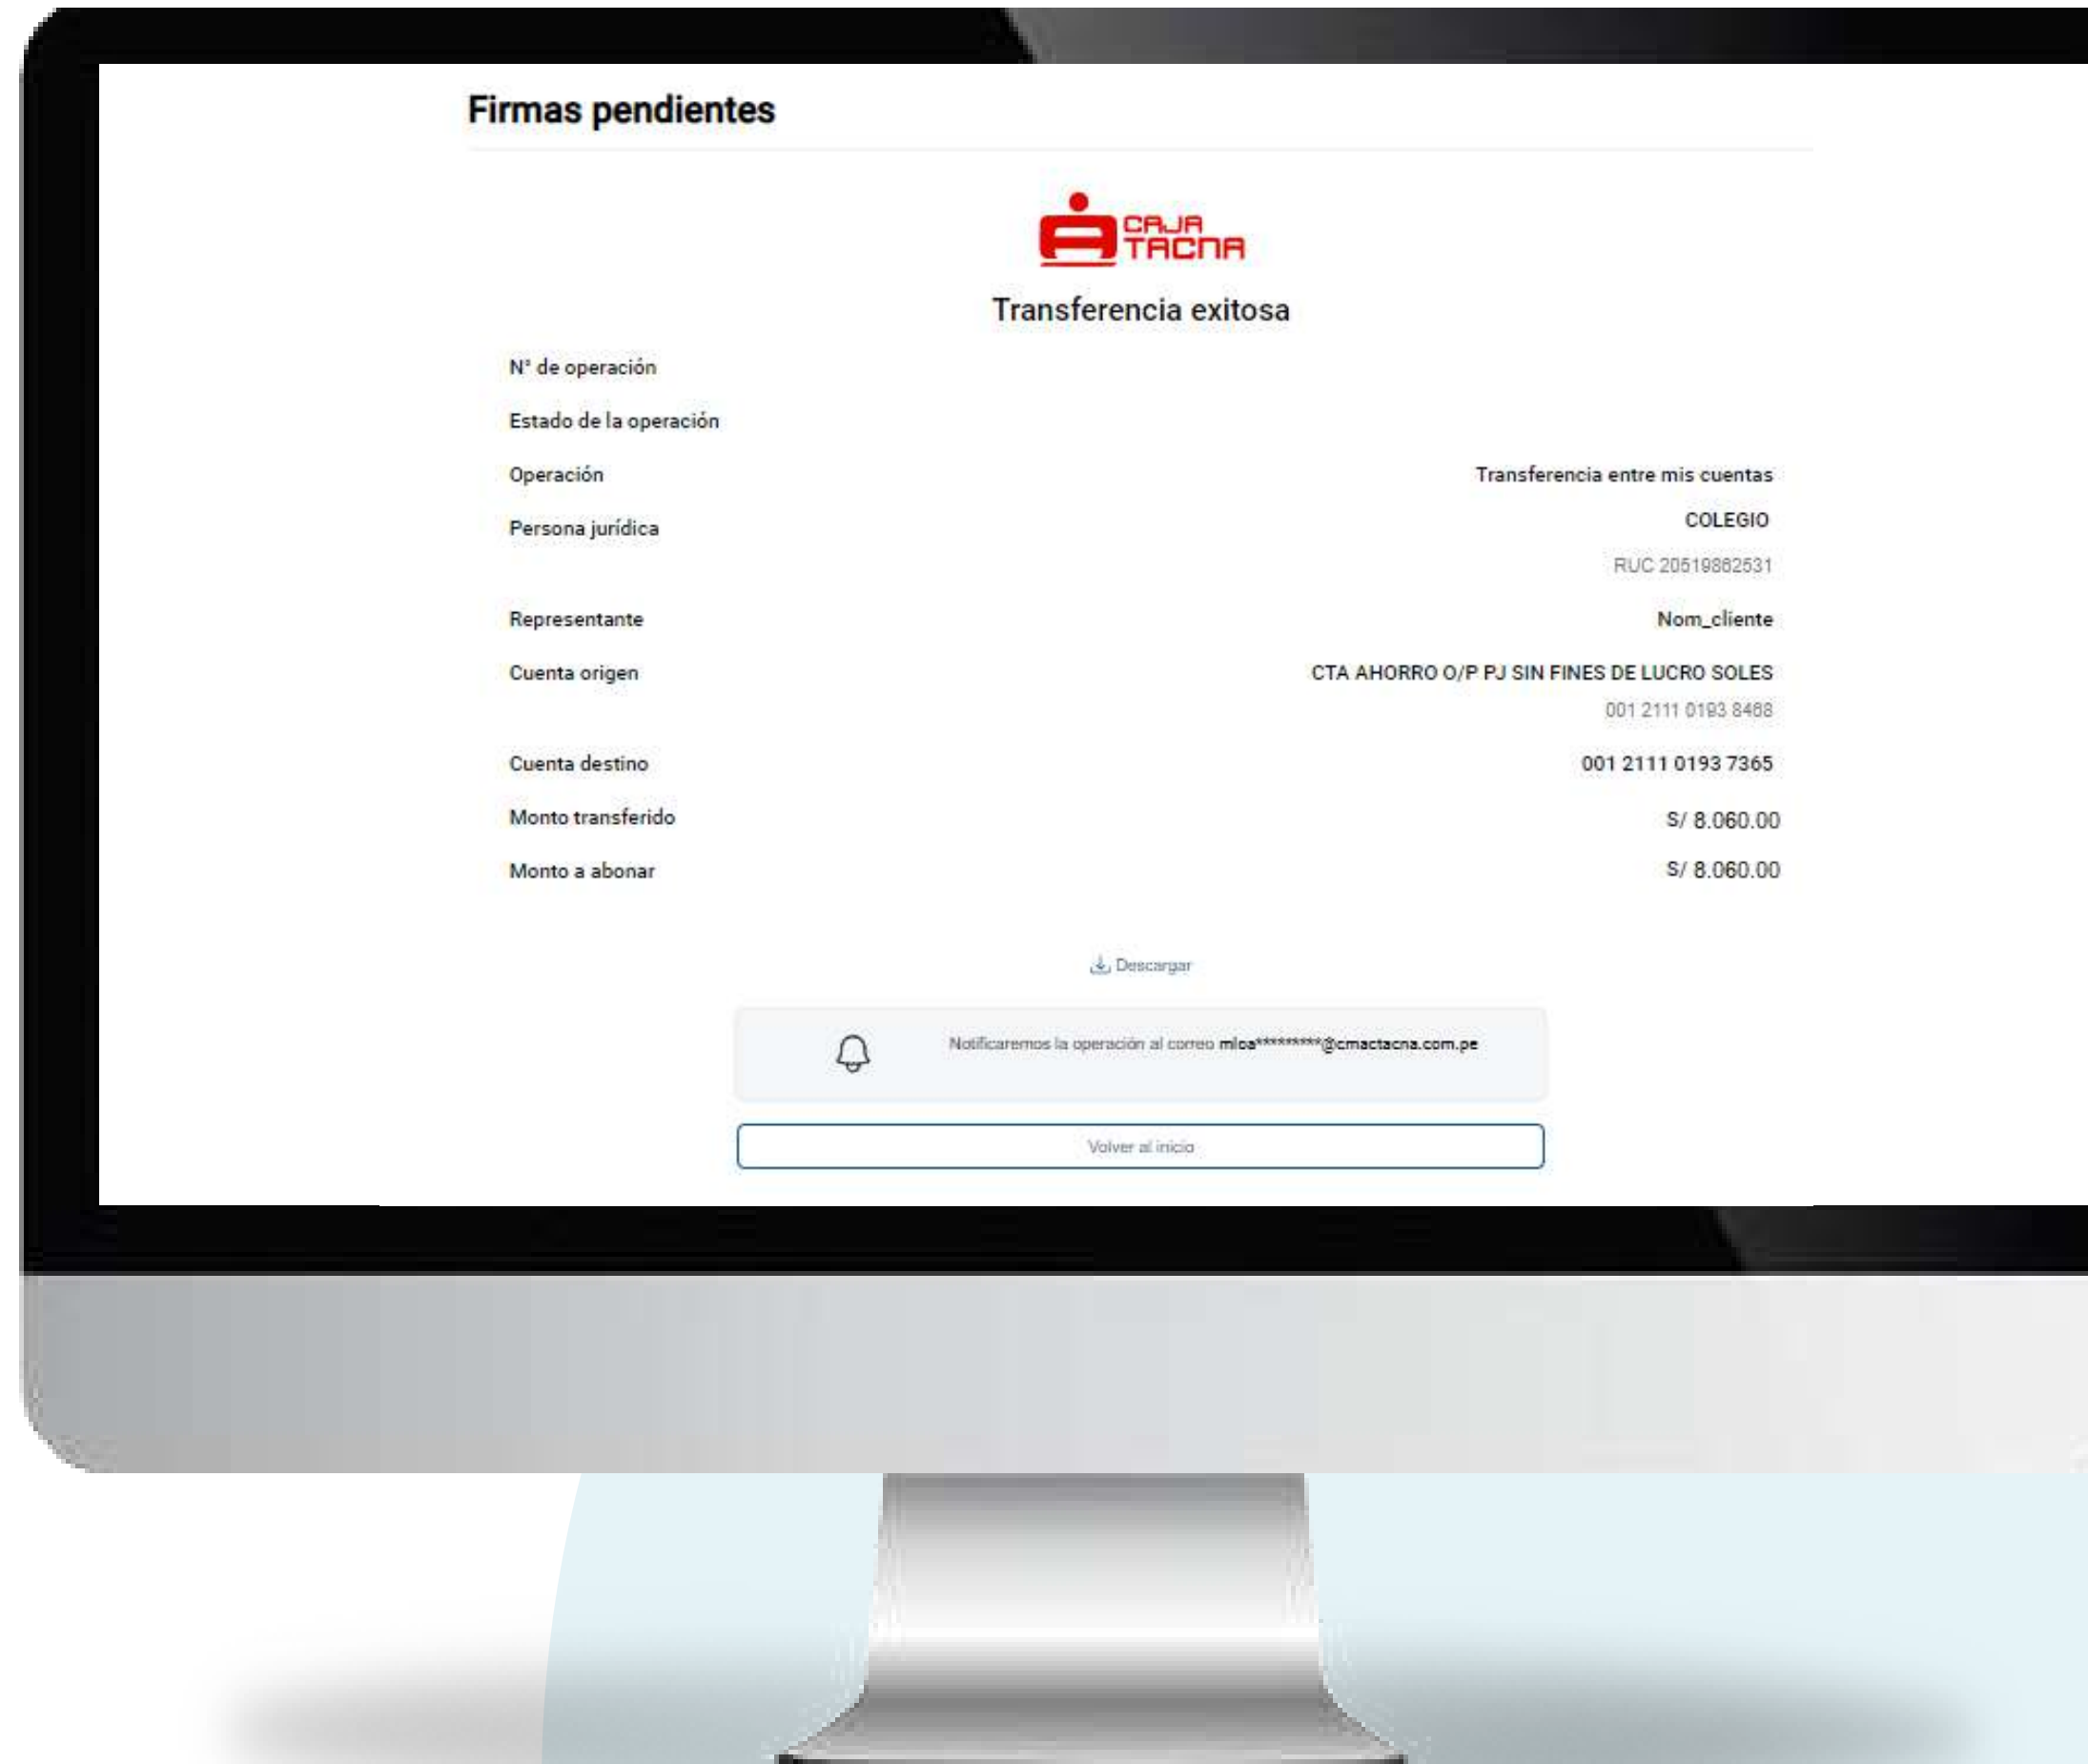 Firmas pendientes
CAJA
TACNA
Transferencia exitosa
N° de operación
Estado de la operación
Operación Transferencia entre mis cuentas
Persona jurídica COLEGIO
RUC 20519882531
Representante Nom_cliente
Cuenta origen CTA AHORRO O/P PJ SIN FINES DE LUCRO SOLES
001 2111 0193 8468
Cuenta destino 001 2111 0193 7365
Monto transferido S/ 8.060.00
Monto a abonar S/ 8.060.00
Descargar
Notificaremos la operación al correo mloa*********@cmactacna.com.pe
Volver al inicio